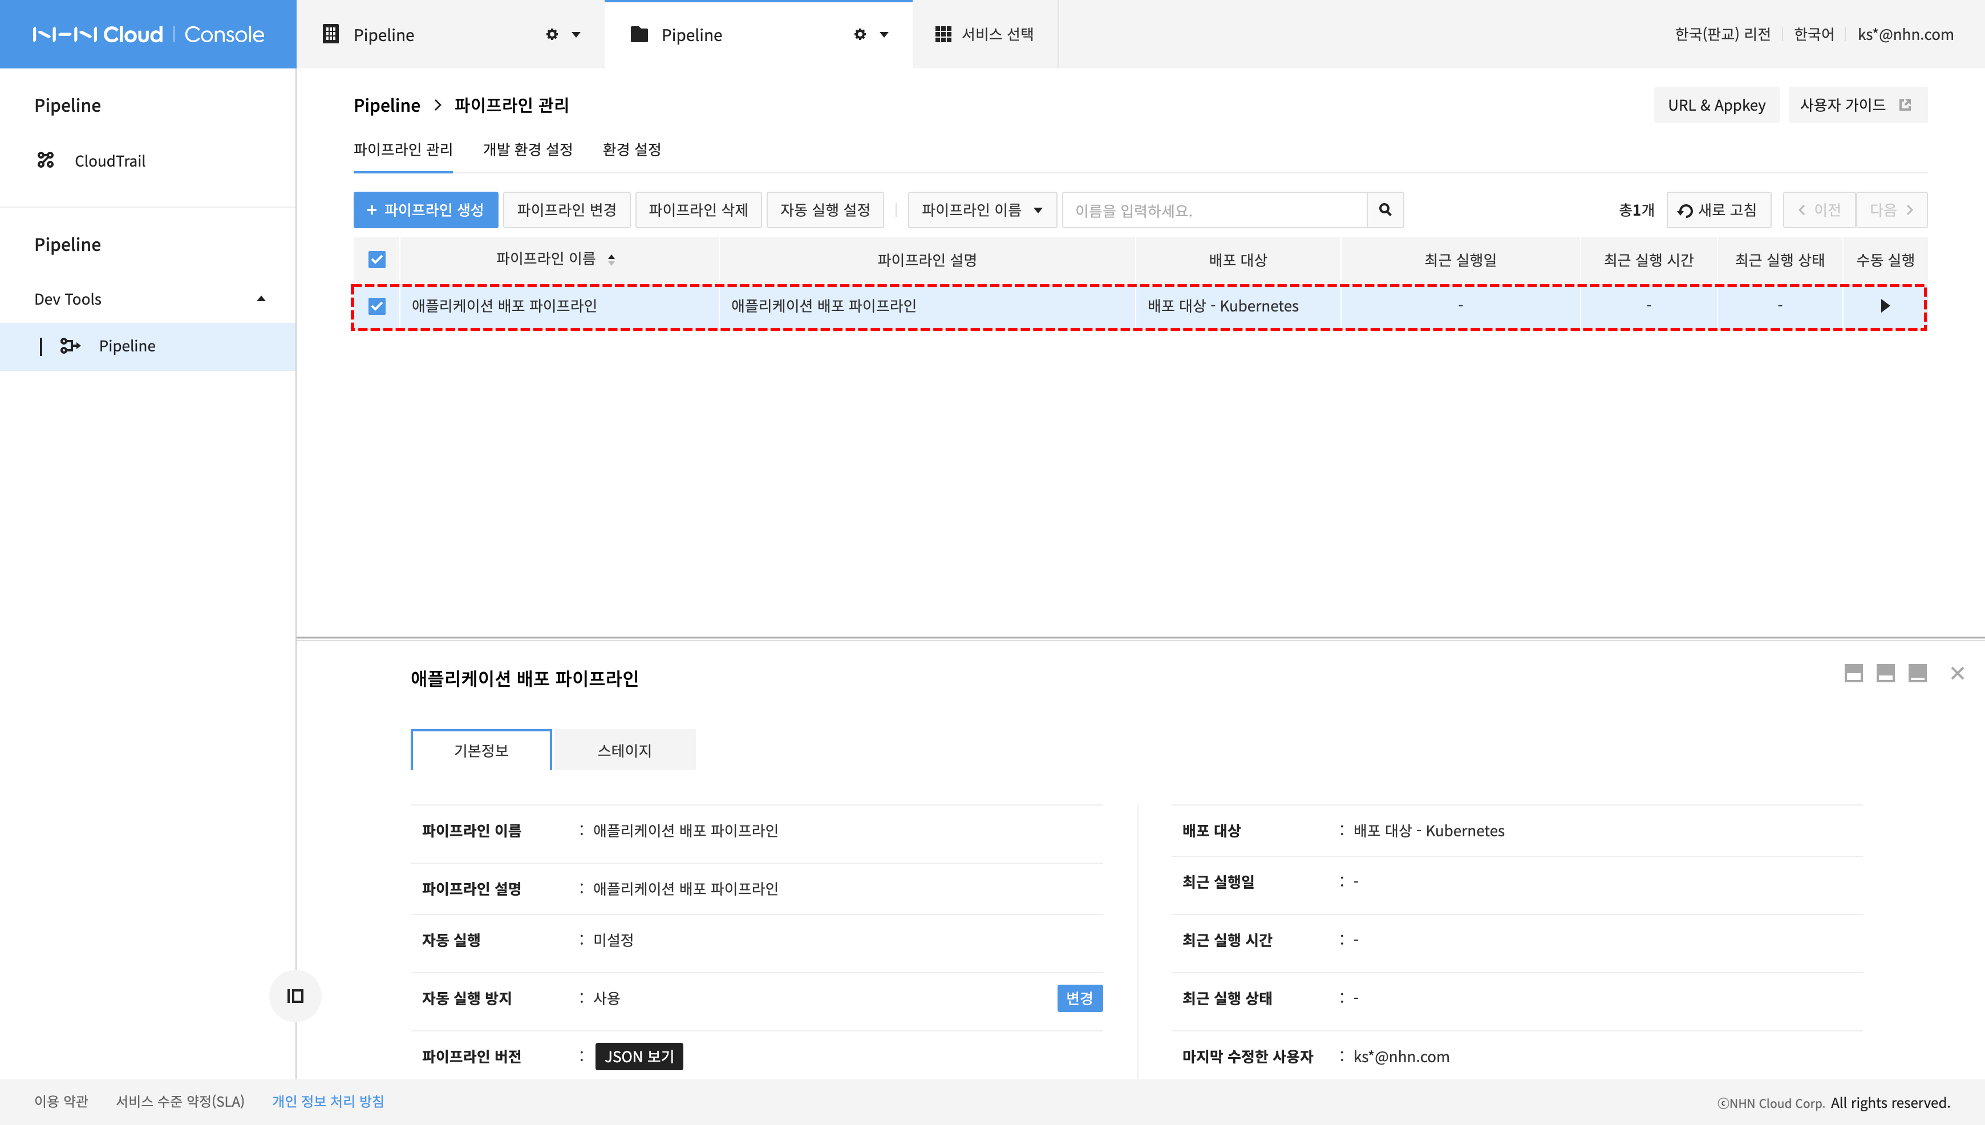 NHN Cloud | Console
Pipeline
Pipeline
서비스 선택
한국(판교) 리전
한국어
ks*@nhn.com
Pipeline
CloudTrail
Pipeline
Dev Tools
Pipeline
Pipeline > 파이프라인 관리
URL & Appkey
사용자 가이드
파이프라인 관리
개발 환경 설정
환경 설정
+ 파이프라인 생성
파이프라인 변경
파이프라인 삭제
자동 실행 설정
파이프라인 이름
이름을 입력하세요.
총1개
새로 고침
< 이전
다음 >
파이프라인 이름
파이프라인 설명
배포 대상
최근 실행일
최근 실행 시간
최근 실행 상태
수동 실행
애플리케이션 배포 파이프라인
애플리케이션 배포 파이프라인
배포 대상 - Kubernetes
-
-
-
애플리케이션 배포 파이프라인
기본정보
스테이지
파이프라인 이름 : 애플리케이션 배포 파이프라인
파이프라인 설명 : 애플리케이션 배포 파이프라인
자동 실행 : 미설정
자동 실행 방지 : 사용
변경
파이프라인 버전 : JSON 보기
배포 대상 : 배포 대상 - Kubernetes
최근 실행일 : -
최근 실행 시간 : -
최근 실행 상태 : -
마지막 수정한 사용자 : ks*@nhn.com
이용 약관
서비스 수준 약정(SLA)
개인 정보 처리 방침
ⓒNHN Cloud Corp. All rights reserved.